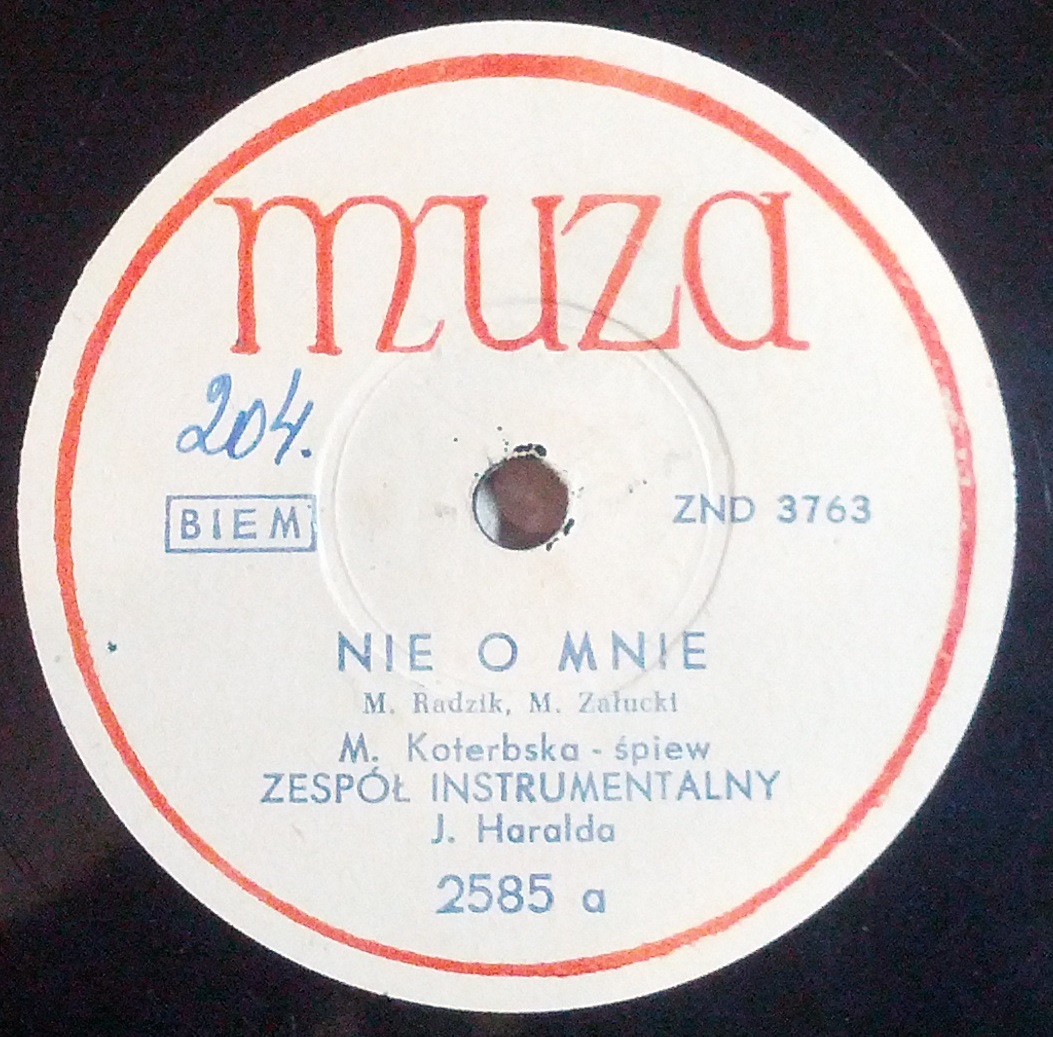 muza
204.
BIEM
ZND 3763
NIE O MNIE
M. Radzik, M. Załucki
M. Koterbska - śpiew
ZESPÓŁ INSTRUMENTALNY
J. Haralda
2585 a